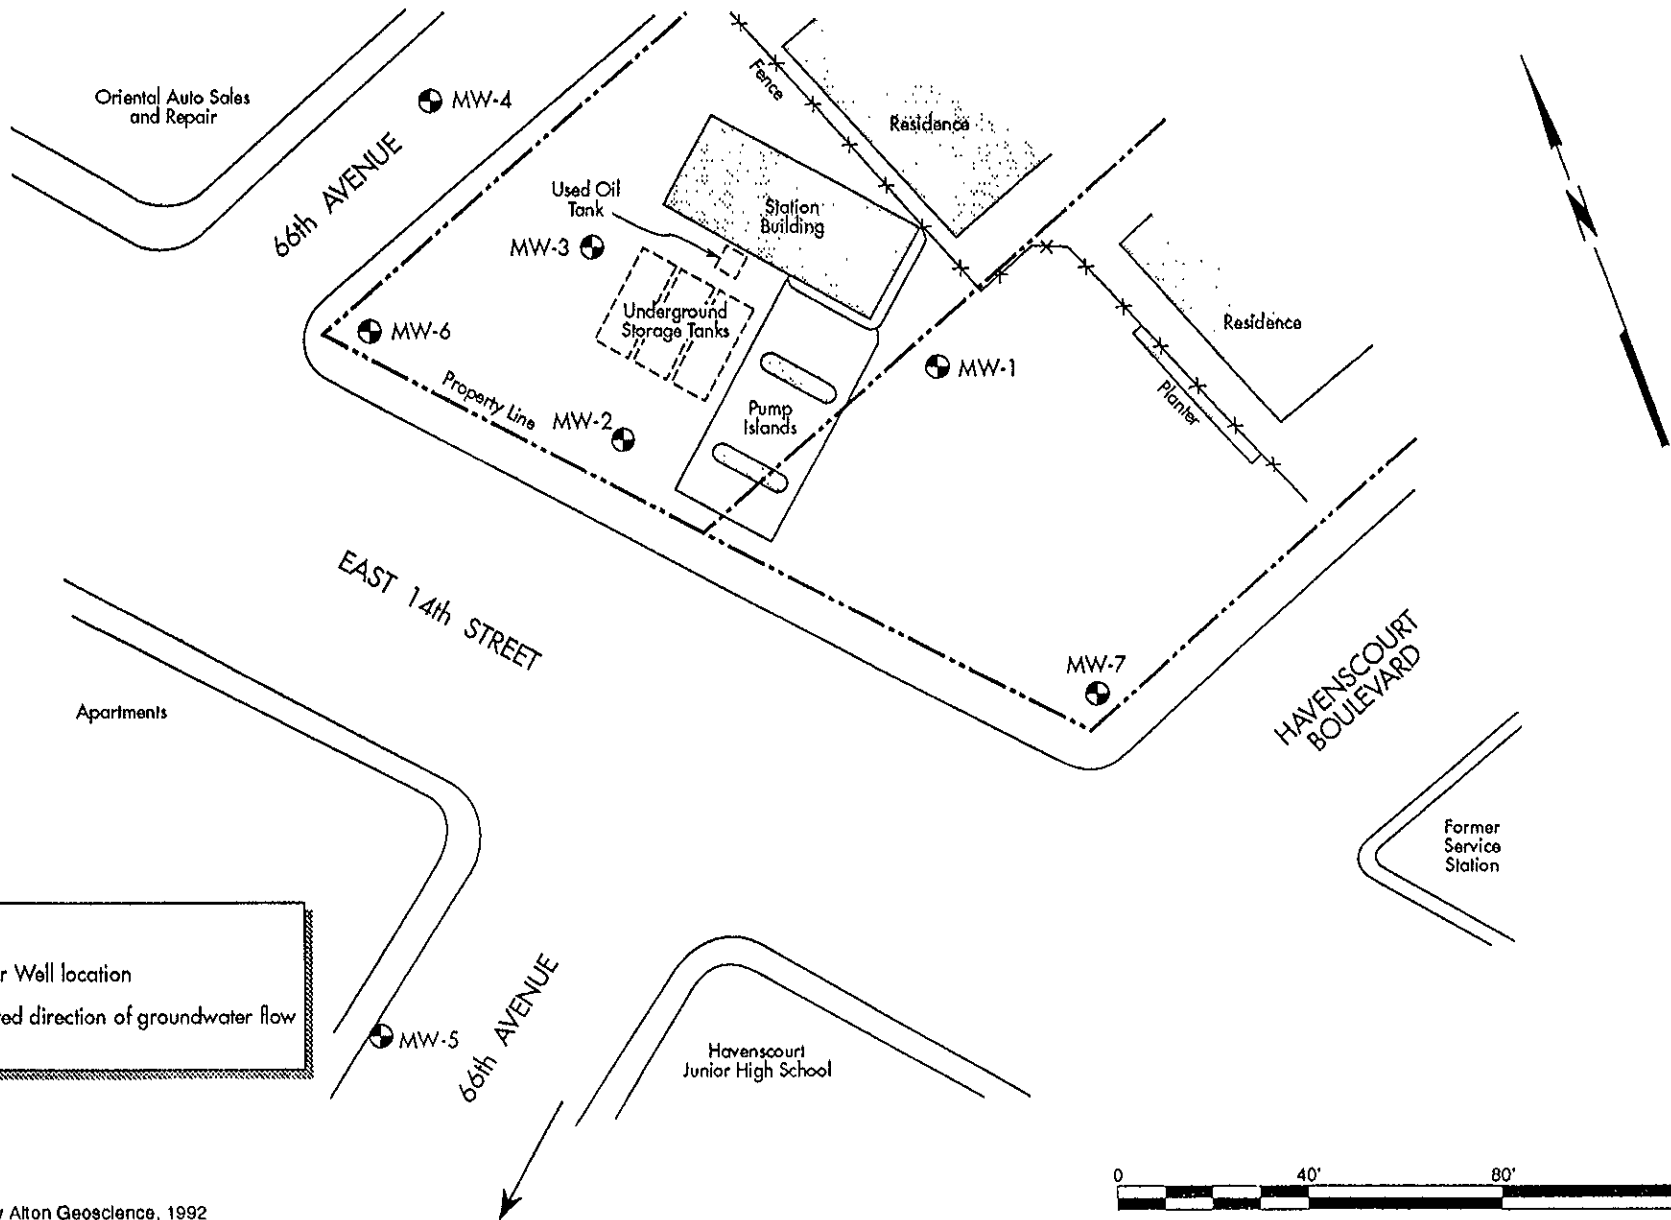 Oriental Auto Sales
and Repair
MW-4
66th AVENUE
Fence
Residence
Used Oil
Tank
Station
Building
MW-3
Underground
Storage Tanks
MW-6
Property Line
MW-2
Pump
Islands
MW-1
Residence
Planter
EAST 14th STREET
MW-7
HAVENSCOURT
BOULEVARD
Apartments
Former
Service
Station
r Well location
ed direction of groundwater flow
MW-5
66th AVENUE
Havenscourt
Junior High School
N
0 40' 80'
Alton Geoscience, 1992